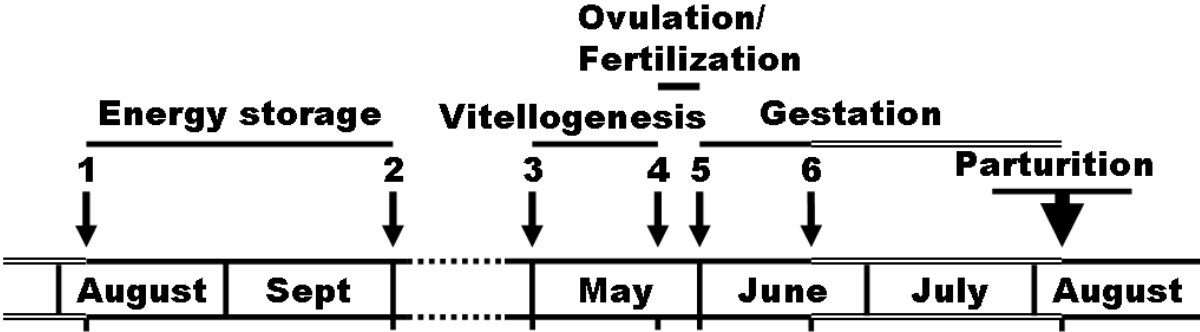 Ovulation/
Fertilization
Energy storage
Vitellogenesis
Gestation
Parturition
1 2 3 4 5 6
August Sept May June July August